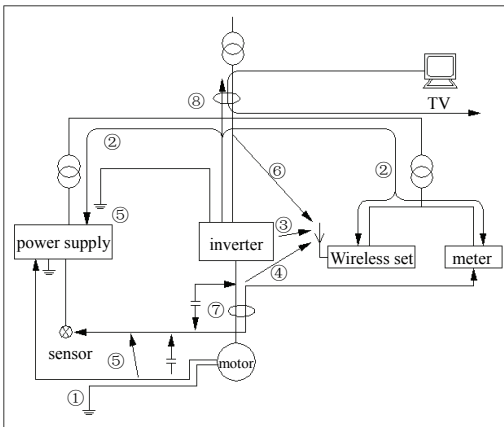 TV
⑧
②
②
⑥
⑤
③
power supply
inverter
Wireless set
meter
④
⑦
sensor
⑤
motor
①